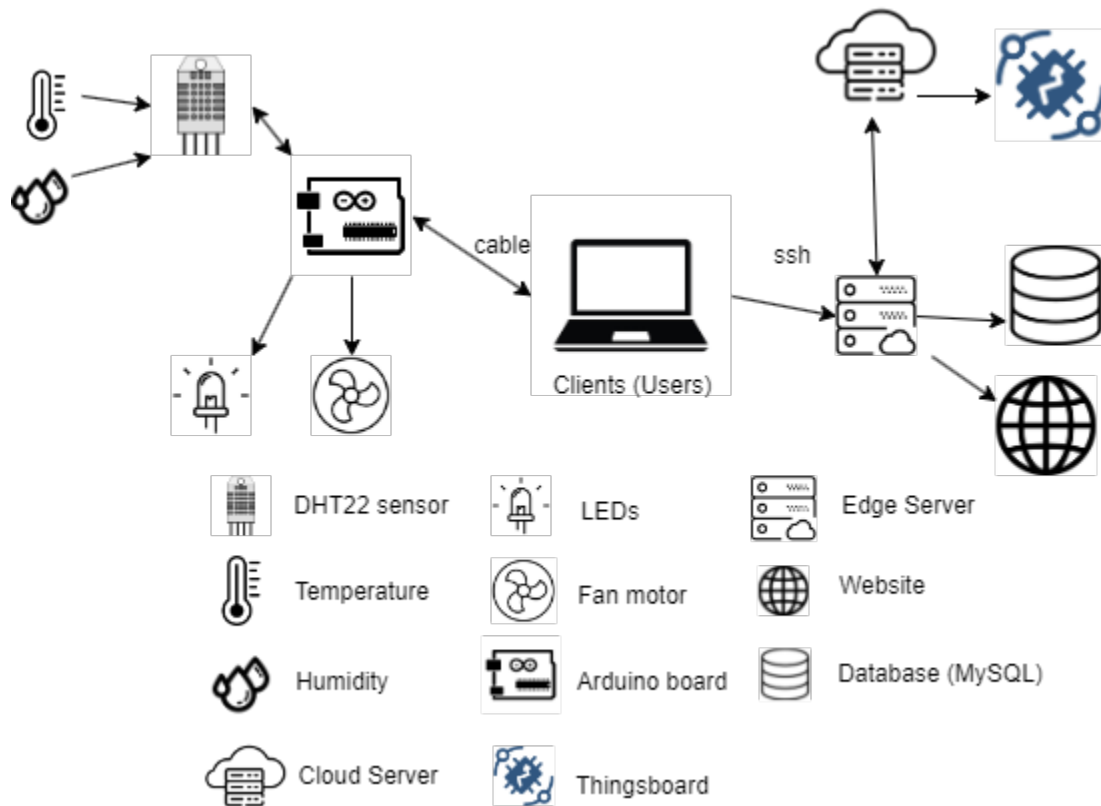 cable
ssh
Clients (Users)
DHT22 sensor
LEDs
Edge Server
Temperature
Fan motor
Website
Humidity
Arduino board
Database (MySQL)
Cloud Server
Thingsboard